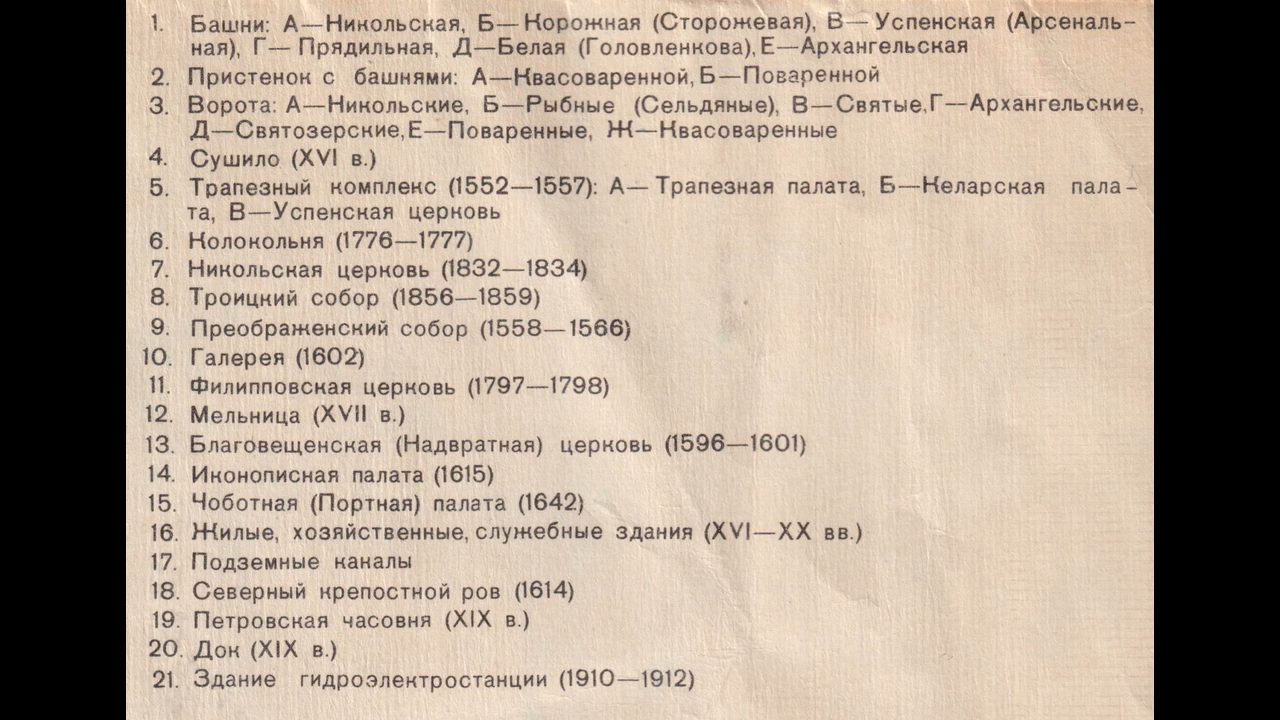 1. Башни: А—Никольская, Б—Корожная (Сторожевая), В—Успенская (Арсеналь-
ная), Г—Прядильная, Д—Белая (Головленкова), Е—Архангельская
2. Пристенок с башнями: А—Квасоваренной, Б—Поваренной
3. Ворота: А—Никольские, Б—Рыбные (Сельдяные), В—Святые, Г—Архангельские,
Д—Святозерские, Е—Поваренные, Ж—Квасоваренные
4. Сушило (XVI в.)
5. Трапезный комплекс (1552—1557): А—Трапезная палата, Б—Келарская пала-
та, В—Успенская церковь
6. Колокольня (1776—1777)
7. Никольская церковь (1832—1834)
8. Троицкий собор (1856—1859)
9. Преображенский собор (1558—1566)
10. Галерея (1602)
11. Филипповская церковь (1797—1798)
12. Мельница (XVII в.)
13. Благовещенская (Надвратная) церковь (1596—1601)
14. Иконописная палата (1615)
15. Чоботная (Портная) палата (1642)
16. Жилые, хозяйственные, служебные здания (XVI—XX вв.)
17. Подземные каналы
18. Северный крепостной ров (1614)
19. Петровская часовня (XIX в.)
20. Док (XIX в.)
21. Здание гидроэлектростанции (1910—1912)